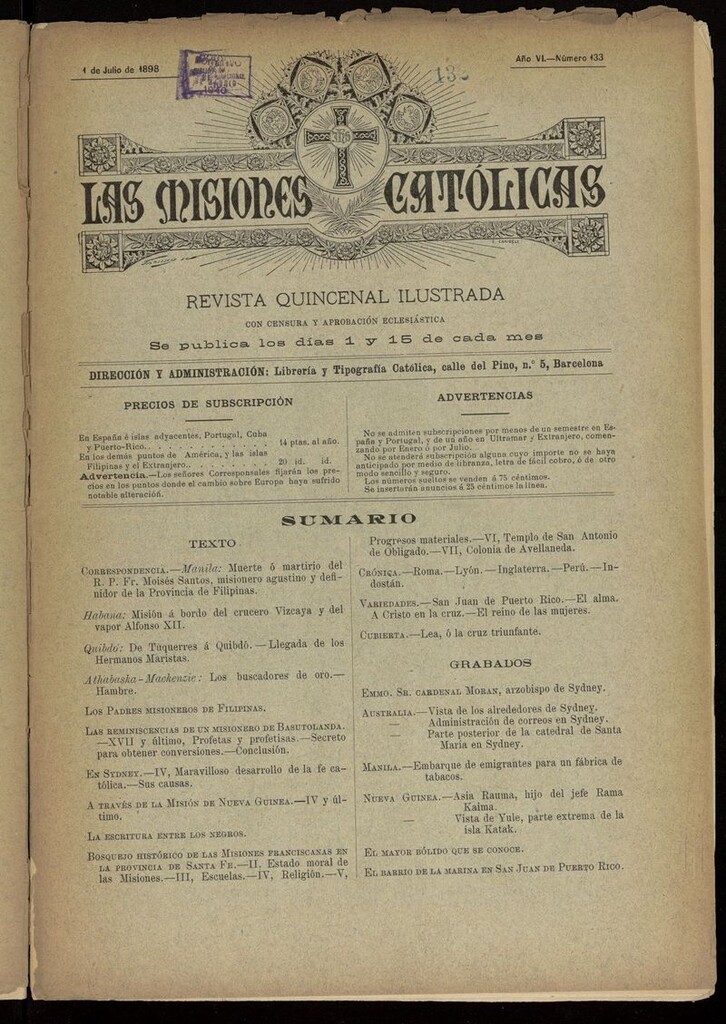 1 de Julio de 1898
Año VI.—Número 133
LAS MISIONES CATÓLICAS
REVISTA QUINCENAL ILUSTRADA
CON CENSURA Y APROBACIÓN ECLESIÁSTICA
Se publica los días 1 y 15 de cada mes
DIRECCIÓN Y ADMINISTRACIÓN: Librería y Tipografía Católica, calle del Pino, n.° 5, Barcelona
PRECIOS DE SUBSCRIPCIÓN
En España é islas adyacentes, Portugal, Cuba
y Puerto-Rico. . . . . . . . . . . . 14 ptas. al año.
En los demás puntos de América, y las islas
Filipinas y el Extranjero. . . . . . . . 20 id. id.
Advertencia.—Los señores Corresponsales fijarán los pre-
cios en los puntos donde el cambio sobre Europa haya sufrido
notable alteración.
ADVERTENCIAS
No se admiten subscripciones por menos de un semestre en Es-
paña y Portugal, y de un año en Ultramar y Extranjero, comen-
zando por Enero ó por Julio.
No se atenderá subscripción alguna cuyo importe no se haya
anticipado por medio de libranza, letra de fácil cobro, ó de otro
modo sencillo y seguro.
Los números sueltos se venden á 75 céntimos.
Se insertarán anuncios á 25 céntimos la línea.
SUMARIO
TEXTO
CORRESPONDENCIA.—Manila: Muerte ó martirio del
R. P. Fr. Moisés Santos, misionero agustino y defi-
nidor de la Provincia de Filipinas.
Habana: Misión á bordo del crucero Vizcaya y del
vapor Alfonso XII.
Quibdó: De Túquerres á Quibdó.—Llegada de los
Hermanos Maristas.
Athabaska-Mackenzie: Los buscadores de oro.—
Hambre.
LOS PADRES MISIONEROS DE FILIPINAS.
LAS REMINISCENCIAS DE UN MISIONERO DE BASUTOLANDA.
—XVII y último, Profetas y profetisas.—Secreto
para obtener conversiones.—Conclusión.
EN SYDNEY.—IV, Maravilloso desarrollo de la fe ca-
tólica.—Sus causas.
A TRAVÉS DE LA MISIÓN DE NUEVA GUINEA.—IV y úl-
timo.
LA ESCRITURA ENTRE LOS NEGROS.
BOSQUEJO HISTÓRICO DE LAS MISIONES FRANCISCANAS EN
LA PROVINCIA DE SANTA FE.—II, Estado moral de
las Misiones.—III, Escuelas.—IV, Religión.—V,
Progresos materiales.—VI, Templo de San Antonio
de Obligado.—VII, Colonia de Avellaneda.
CRÓNICA.—Roma.—Lyón.—Inglaterra.—Perú.—In-
dostán.
VARIEDADES.—San Juan de Puerto Rico.—El alma.
A Cristo en la cruz.—El reino de las mujeres.
CUBIERTA.—Lea, ó la cruz triunfante.
GRABADOS
EMMO. SR. CARDENAL MORAN, arzobispo de Sydney.
AUSTRALIA.—Vista de los alrededores de Sydney.
— Administración de correos en Sydney.
— Parte posterior de la catedral de Santa
María en Sydney.
MANILA.—Embarque de emigrantes para un fábrica de
tabacos.
NUEVA GUINEA.—Asia Rauma, hijo del jefe Rama
Kaima.
— Vista de Yule, parte extrema de la
isla Katak.
EL MAYOR BÓLIDO QUE SE CONOCE.
EL BARRIO DE LA MARINA EN SAN JUAN DE PUERTO RICO.